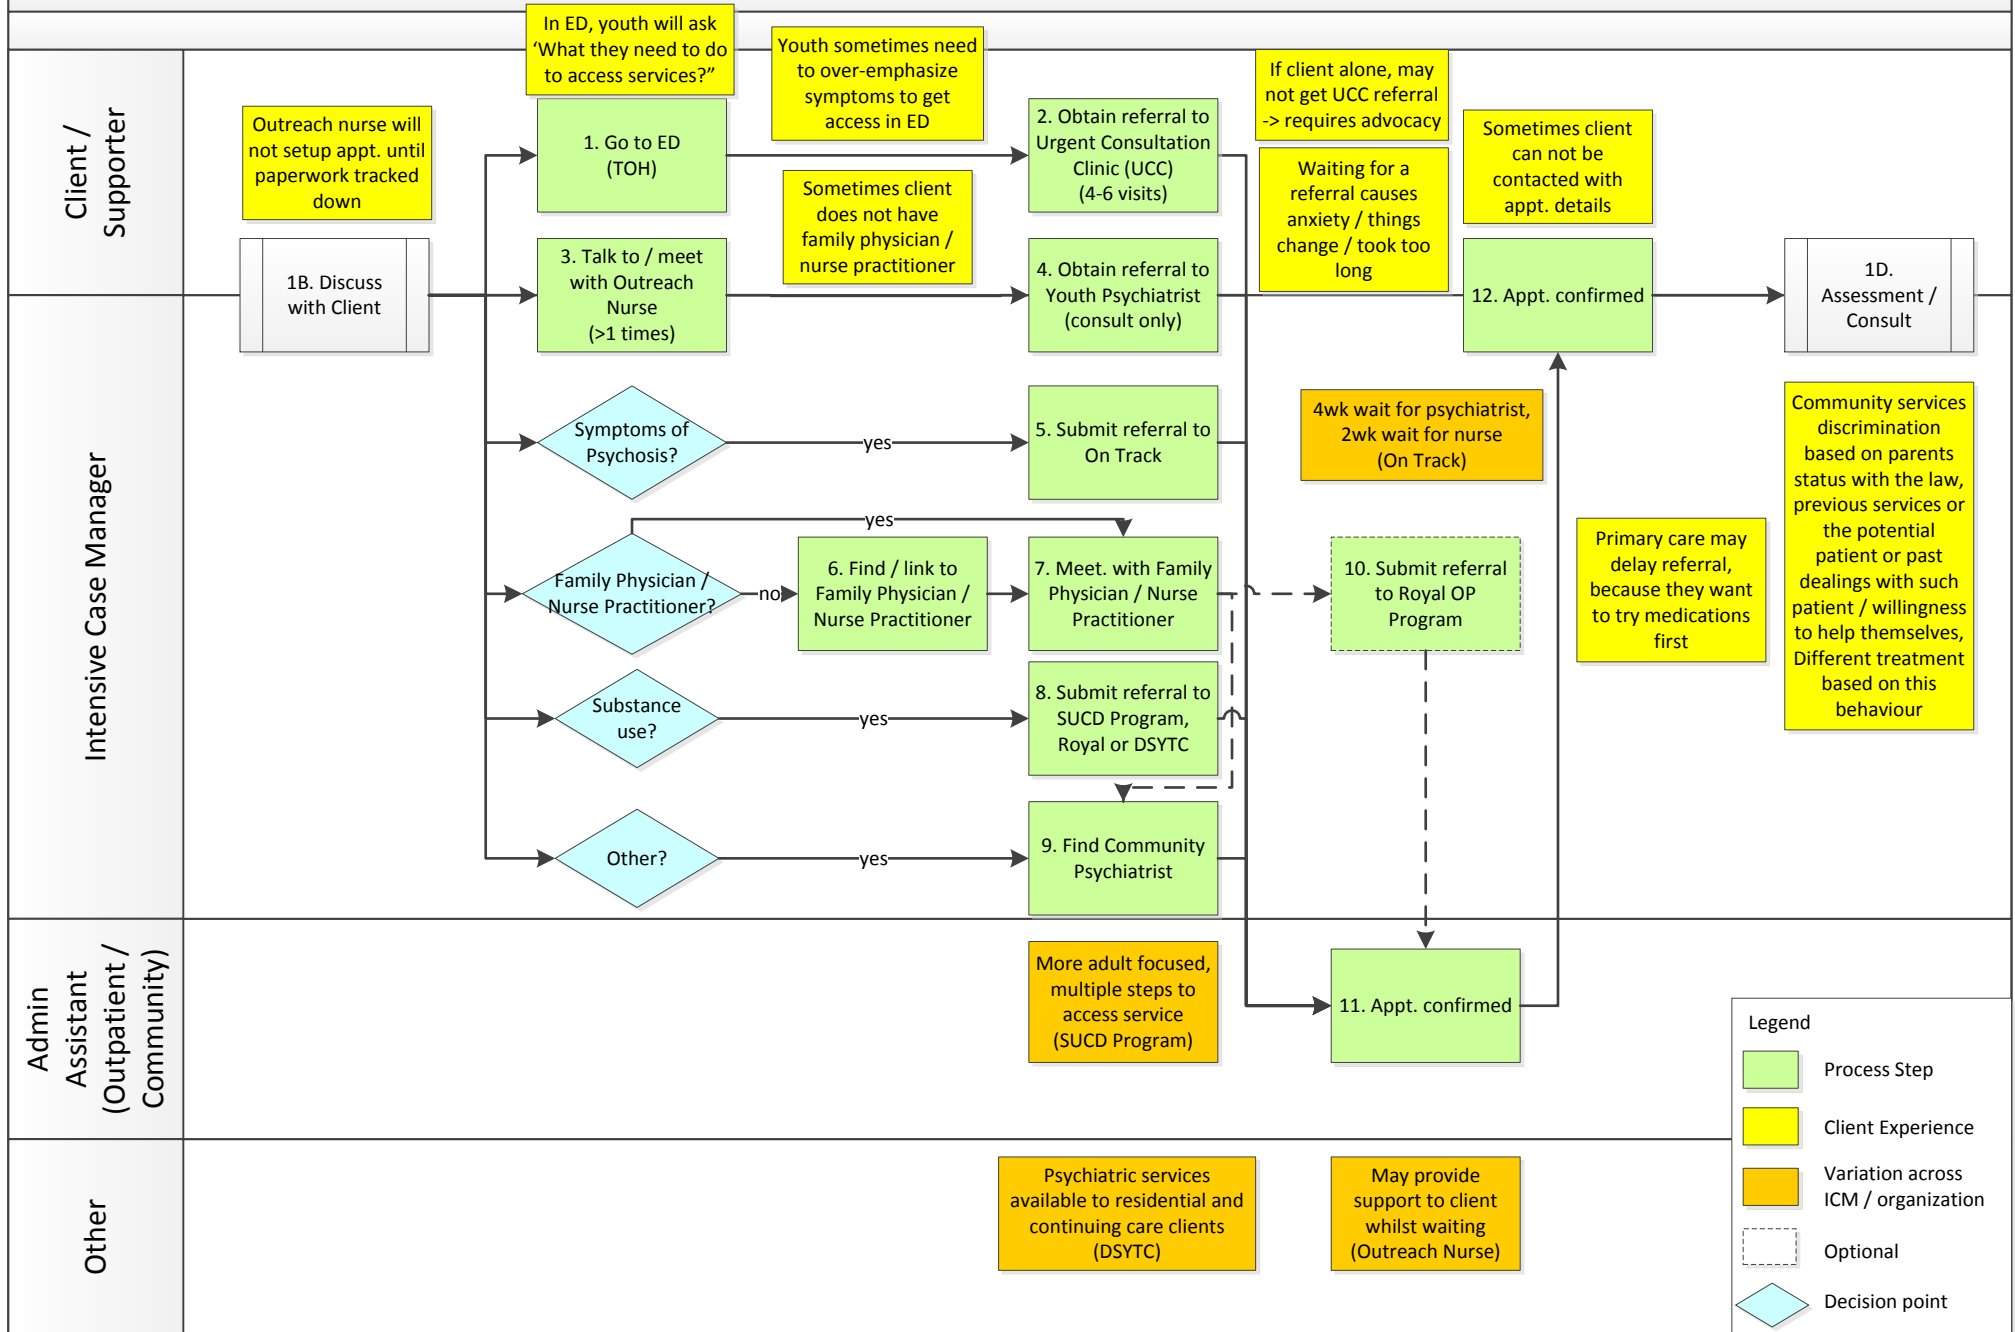 In ED, youth will ask
‘What they need to do
to access services?”
Youth sometimes need
to over-emphasize
symptoms to get
access in ED
If client alone, may
not get UCC referral
-> requires advocacy
Client /
Supporter
Outreach nurse will
not setup appt. until
paperwork tracked
down
1. Go to ED
(TOH)
2. Obtain referral to
Urgent Consultation
Clinic (UCC)
(4-6 visits)
Sometimes client
can not be
contacted with
appt. details
Sometimes client
does not have
family physician /
nurse practitioner
Waiting for a
referral causes
anxiety / things
change / took too
long
1B. Discuss
with Client
3. Talk to / meet
with Outreach
Nurse
(>1 times)
4. Obtain referral to
Youth Psychiatrist
(consult only)
12. Appt. confirmed
1D.
Assessment /
Consult
Intensive Case Manager
Symptoms of
Psychosis?
yes
5. Submit referral to
On Track
4wk wait for psychiatrist,
2wk wait for nurse
(On Track)
Community services
discrimination
based on parents
status with the law,
previous services or
the potential
patient or past
dealings with such
patient / willingness
to help themselves,
Different treatment
based on this
behaviour
yes
Family Physician /
Nurse Practitioner?
no
6. Find / link to
Family Physician /
Nurse Practitioner
7. Meet. with Family
Physician / Nurse
Practitioner
10. Submit referral
to Royal OP
Program
Primary care may
delay referral,
because they want
to try medications
first
Substance
use?
yes
8. Submit referral to
SUCD Program,
Royal or DSYTC
Other?
yes
9. Find Community
Psychiatrist
Admin
Assistant
(Outpatient /
Community)
More adult focused,
multiple steps to
access service
(SUCD Program)
11. Appt. confirmed
Other
Psychiatric services
available to residential and
continuing care clients
(DSYTC)
May provide
support to client
whilst waiting
(Outreach Nurse)
Legend
Process Step
Client Experience
Variation across
ICM / organization
Optional
Decision point